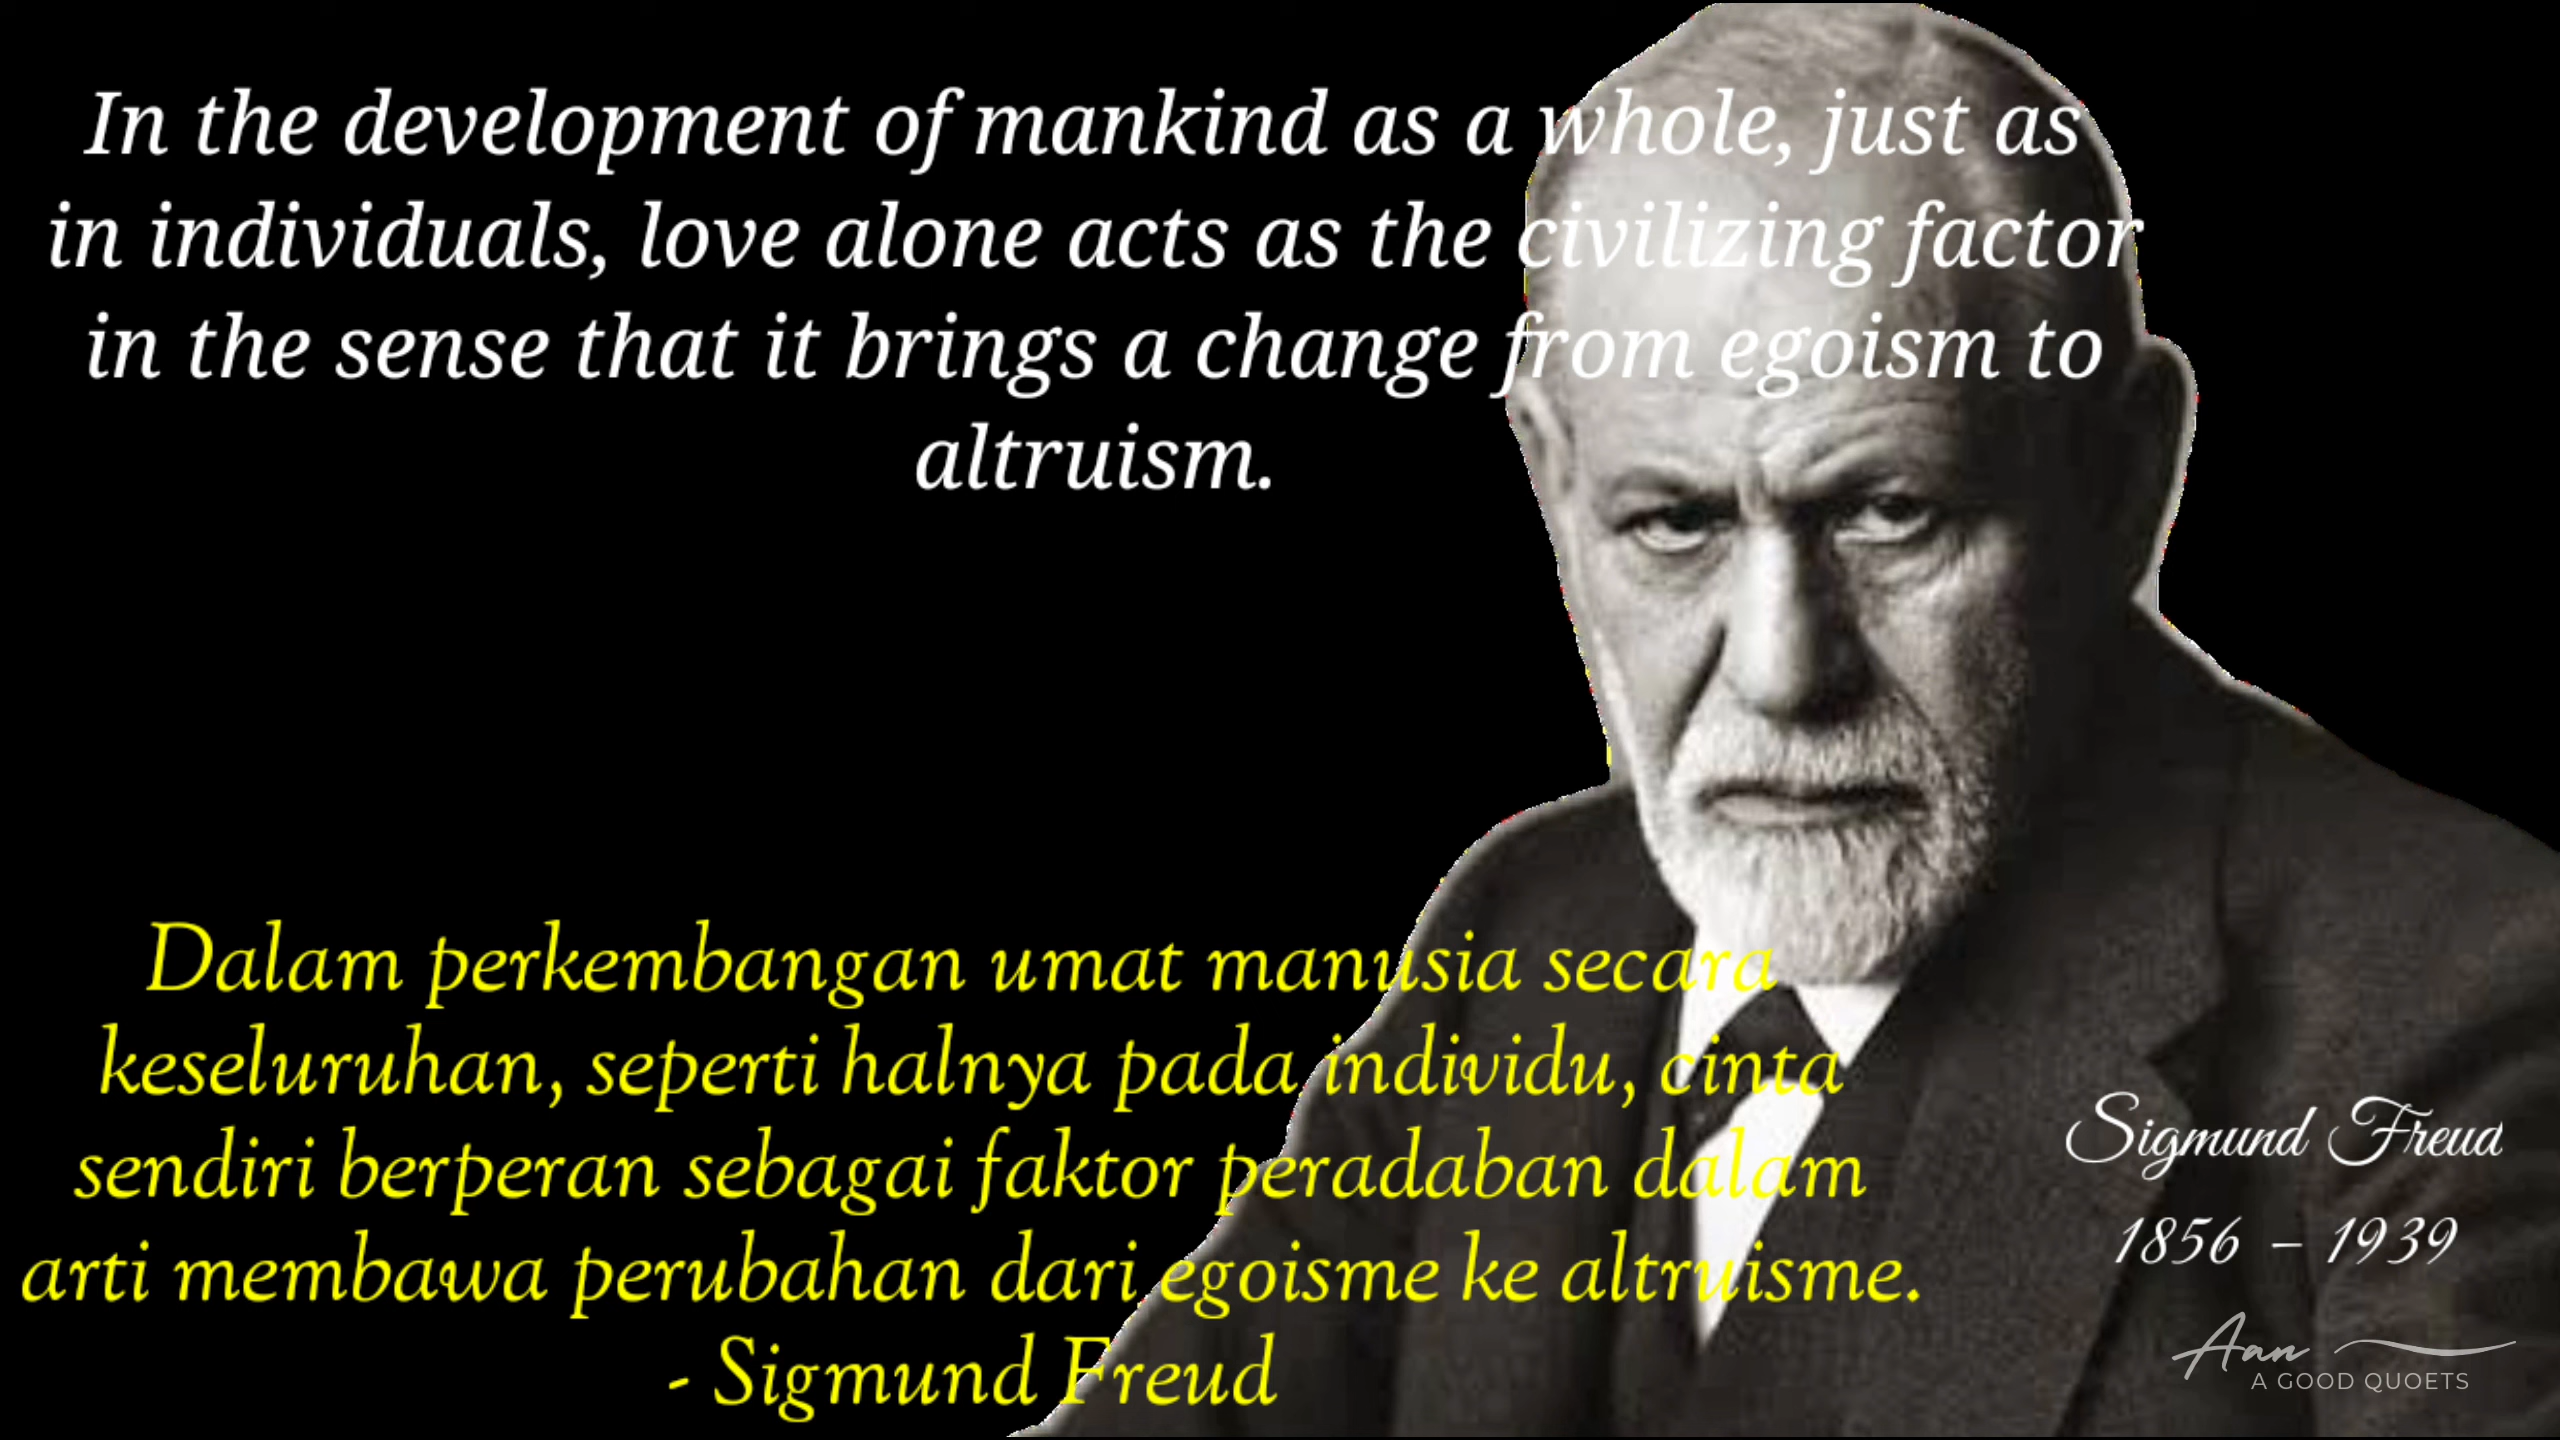 In the development of mankind as a whole, just as
in individuals, love alone acts as the civilizing factor
in the sense that it brings a change from egoism to
altruism.
Dalam perkembangan umat manusia secara
keseluruhan, seperti halnya pada individu, cinta
sendiri berperan sebagai faktor peradaban dalam
arti membawa perubahan dari egoisme ke altruisme.
- Sigmund Freud
Sigmund Freud
1856 – 1939
Aan
A GOOD QUOETS